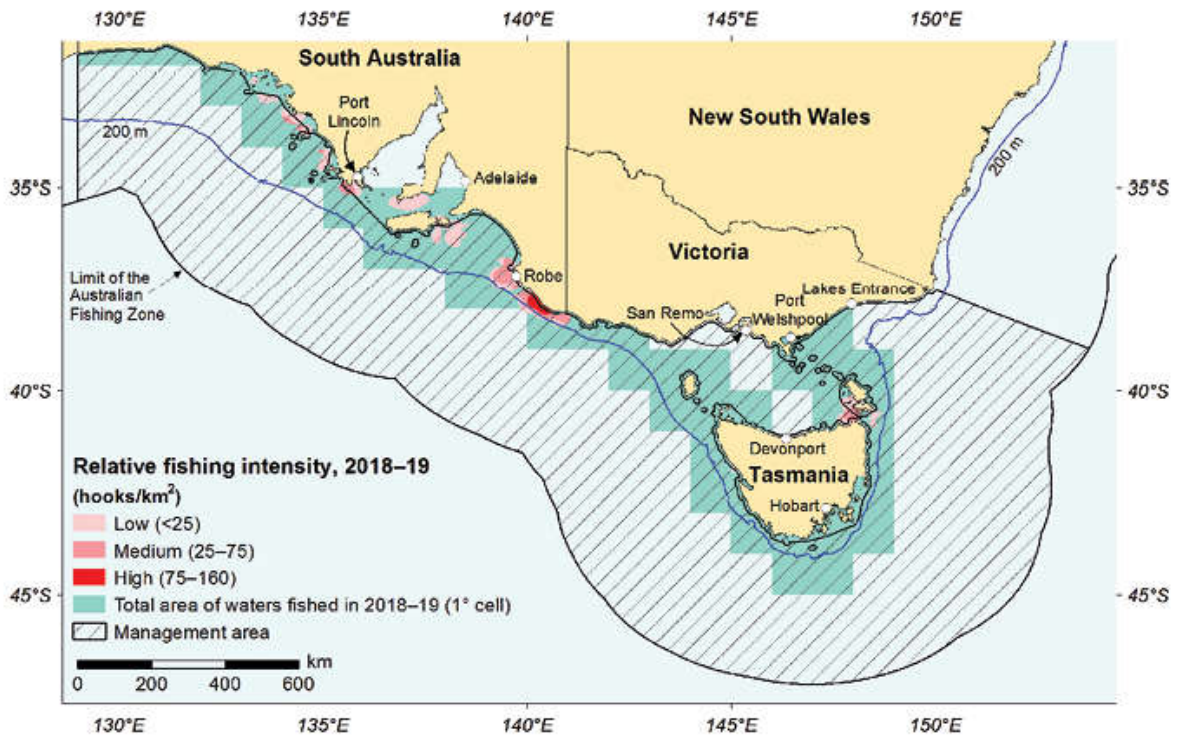 130°E 135°E 140°E 145°E 150°E
South Australia
Port
Lincoln
New South Wales
200 m
200 m
35°S
Adelaide
35°S
Victoria
Limit of the
Australian
Fishing Zone
Robe
Lakes Entrance
Port
Welshpool
San Remo
40°S
40°S
Devonport
Tasmania
Hobart
Relative fishing intensity, 2018–19
(hooks/km²)
Low (<25)
Medium (25–75)
High (75–160)
Total area of waters fished in 2018–19 (1° cell)
Management area
45°S
45°S
km
0 200 400 600
130°E 135°E 140°E 145°E 150°E